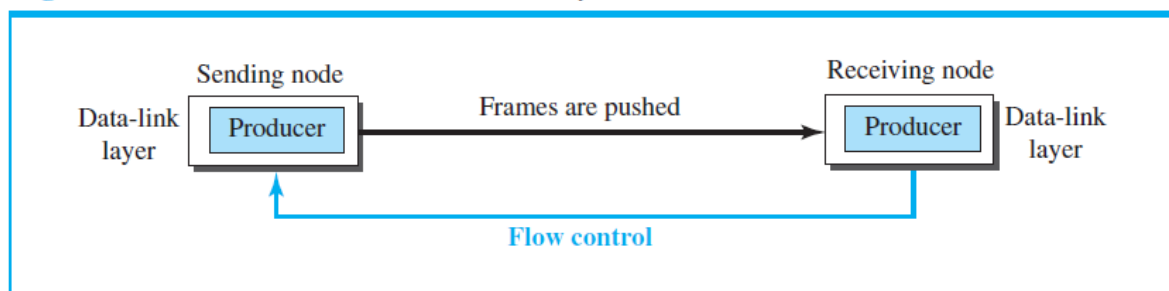 Sending node
Receiving node
Data-link
layer
Producer
Frames are pushed
Producer
Data-link
layer
Flow control